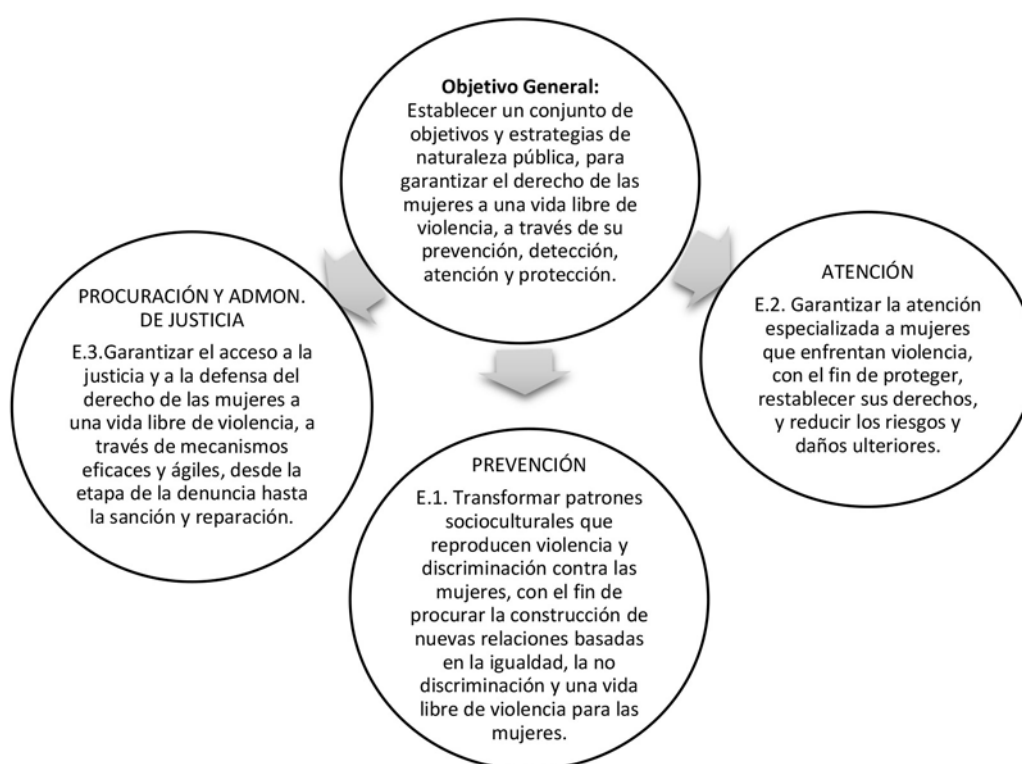 Objetivo General:
Establecer un conjunto de
objetivos y estrategias de
naturaleza pública, para
garantizar el derecho de las
mujeres a una vida libre de
violencia, a través de su
prevención, detección,
atención y protección.
PROCURACIÓN Y ADMON.
DE JUSTICIA
E.3.Garantizar el acceso a la
justicia y a la defensa del
derecho de las mujeres a
una vida libre de violencia, a
través de mecanismos
eficaces y ágiles, desde la
etapa de la denuncia hasta
la sanción y reparación.
PREVENCIÓN
E.1. Transformar patrones
socioculturales que
reproducen violencia y
discriminación contra las
mujeres, con el fin de
procurar la construcción de
nuevas relaciones basadas
en la igualdad, la no
discriminación y una vida
libre de violencia para las
mujeres.
ATENCIÓN
E.2. Garantizar la atención
especializada a mujeres
que enfrentan violencia,
con el fin de proteger,
restablecer sus derechos,
y reducir los riesgos y
daños ulteriores.